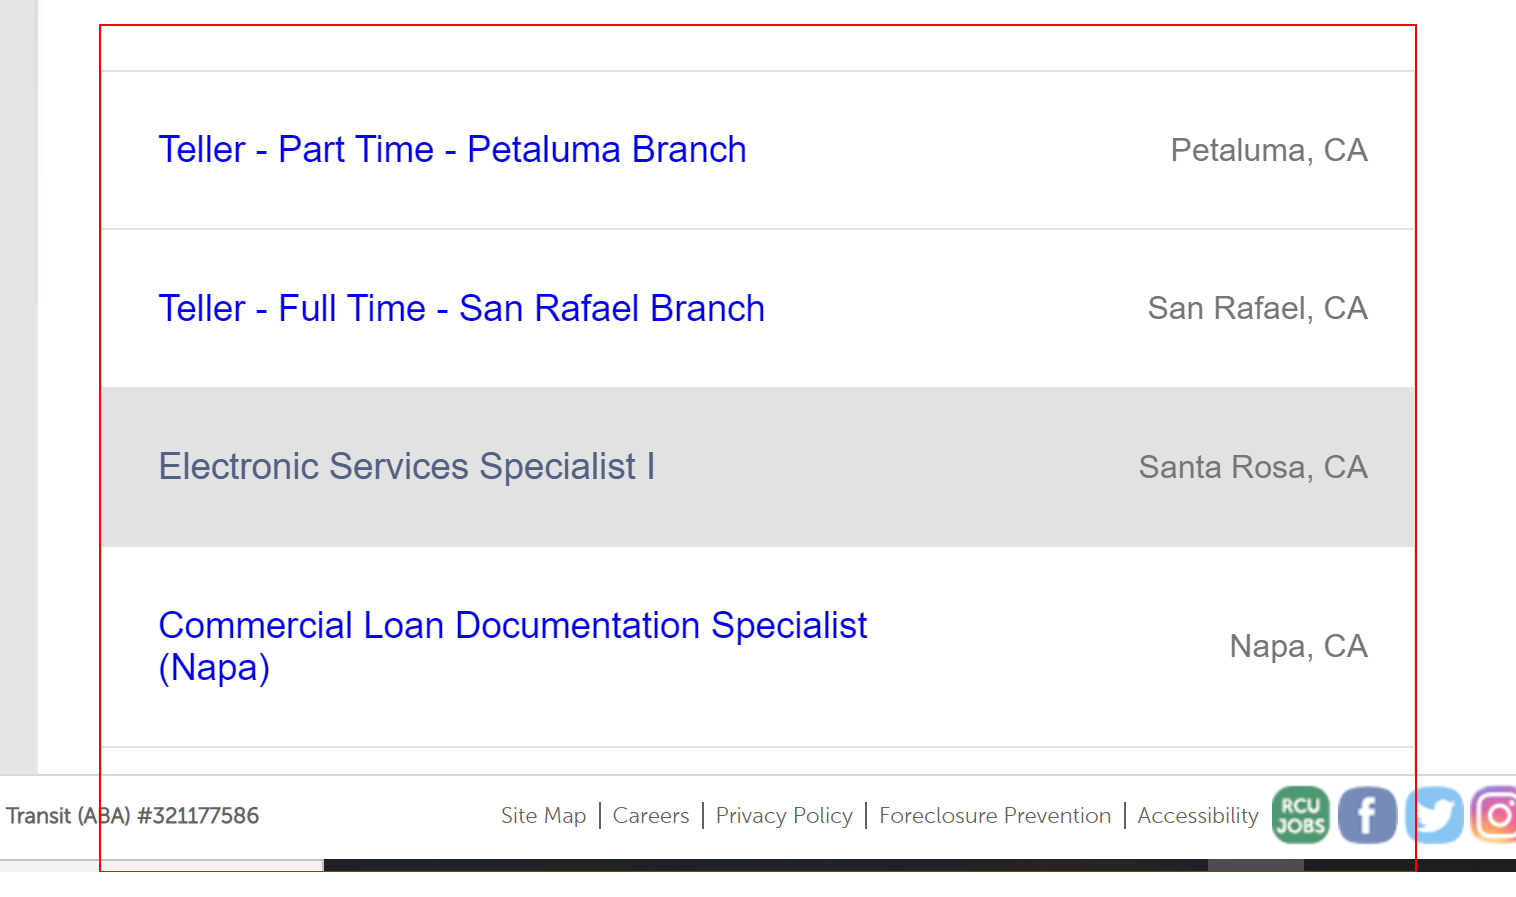 Teller - Part Time - Petaluma Branch
Petaluma, CA
Teller - Full Time - San Rafael Branch
San Rafael, CA
Electronic Services Specialist I
Santa Rosa, CA
Commercial Loan Documentation Specialist
(Napa)
Napa, CA
Transit (ABA) #321177586
Site Map | Careers | Privacy Policy | Foreclosure Prevention | Accessibility
RCU
JOBS